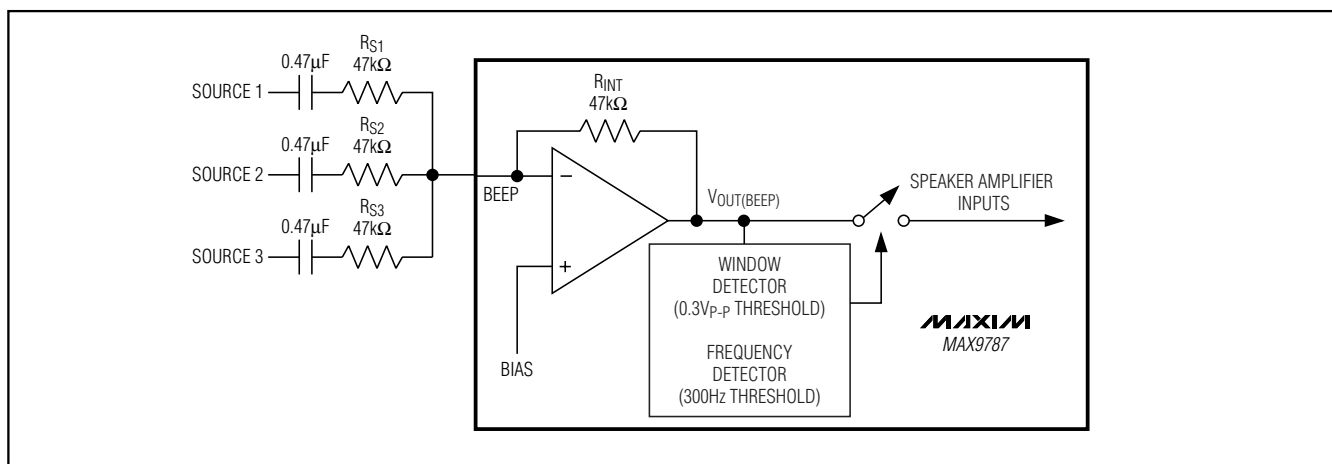 0.47µF
RS1
47kΩ
SOURCE 1
0.47µF
RS2
47kΩ
SOURCE 2
0.47µF
RS3
47kΩ
SOURCE 3
BEEP
RINT
47kΩ
−
+
BIAS
VOUT(BEEP)
WINDOW
DETECTOR
(0.3VP-P THRESHOLD)
FREQUENCY
DETECTOR
(300Hz THRESHOLD)
SPEAKER AMPLIFIER
INPUTS
MAXIM
MAX9787